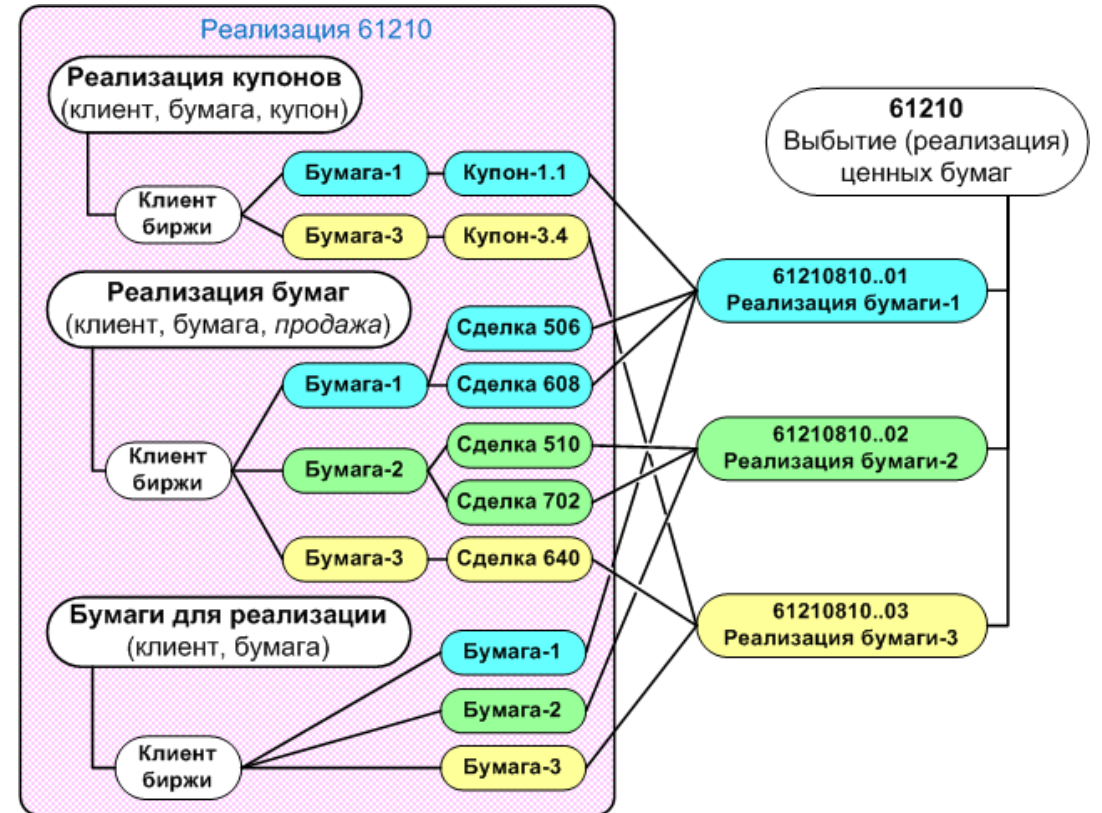 Реализация 61210
Реализация купонов
(клиент, бумага, купон)
Клиент
биржи
Бумага-1
Купон-1.1
Бумага-3
Купон-3.4
Реализация бумаг
(клиент, бумага, продажа)
Клиент
биржи
Бумага-1
Сделка 506
Сделка 608
Бумага-2
Сделка 510
Сделка 702
Бумага-3
Сделка 640
Бумаги для реализации
(клиент, бумага)
Клиент
биржи
Бумага-1
Бумага-2
Бумага-3
61210
Выбытие (реализация)
ценных бумаг
61210810..01
Реализация бумаги-1
61210810..02
Реализация бумаги-2
61210810..03
Реализация бумаги-3